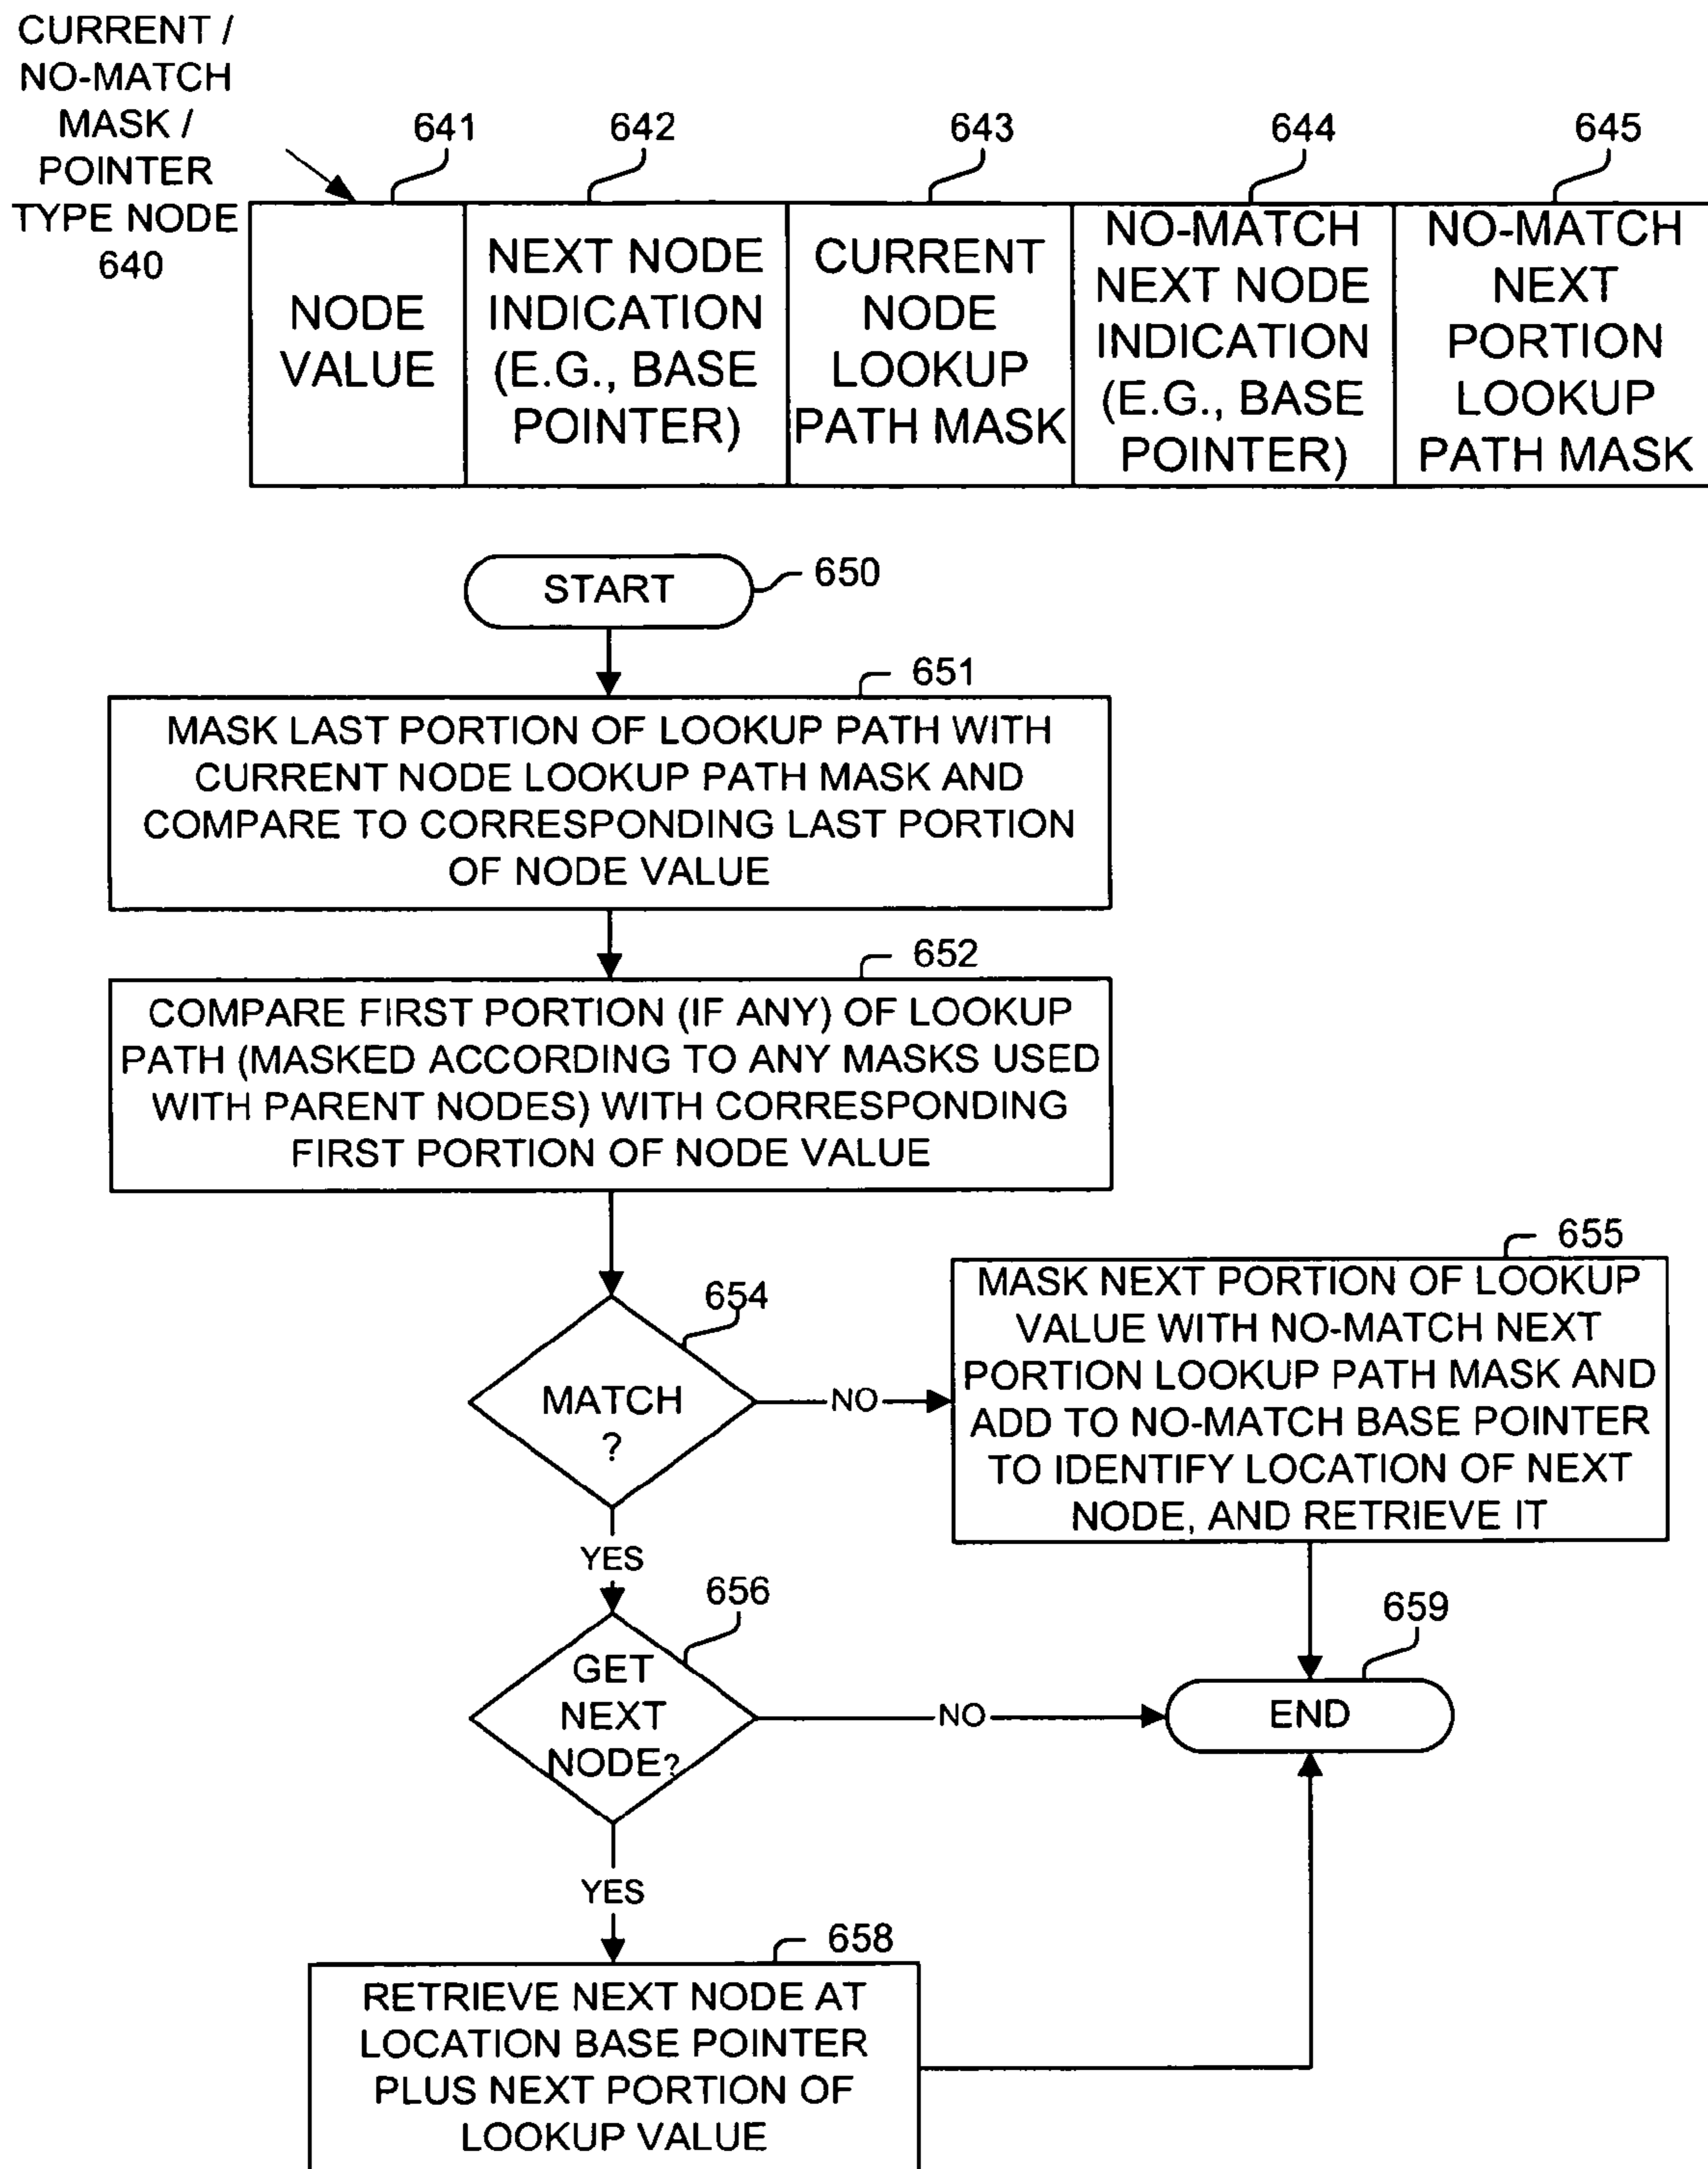 CURRENT /
NO-MATCH
MASK /
POINTER
TYPE NODE
640
641
642
643
644
645
NODE
VALUE
NEXT NODE
INDICATION
(E.G., BASE
POINTER)
CURRENT
NODE
LOOKUP
PATH MASK
NO-MATCH
NEXT NODE
INDICATION
(E.G., BASE
POINTER)
NO-MATCH
NEXT
PORTION
LOOKUP
PATH MASK
START
650
651
MASK LAST PORTION OF LOOKUP PATH WITH
CURRENT NODE LOOKUP PATH MASK AND
COMPARE TO CORRESPONDING LAST PORTION
OF NODE VALUE
652
COMPARE FIRST PORTION (IF ANY) OF LOOKUP
PATH (MASKED ACCORDING TO ANY MASKS USED
WITH PARENT NODES) WITH CORRESPONDING
FIRST PORTION OF NODE VALUE
654
MATCH
?
NO
655
MASK NEXT PORTION OF LOOKUP
VALUE WITH NO-MATCH NEXT
PORTION LOOKUP PATH MASK AND
ADD TO NO-MATCH BASE POINTER
TO IDENTIFY LOCATION OF NEXT
NODE, AND RETRIEVE IT
YES
656
GET
NEXT
NODE?
NO
659
END
YES
658
RETRIEVE NEXT NODE AT
LOCATION BASE POINTER
PLUS NEXT PORTION OF
LOOKUP VALUE